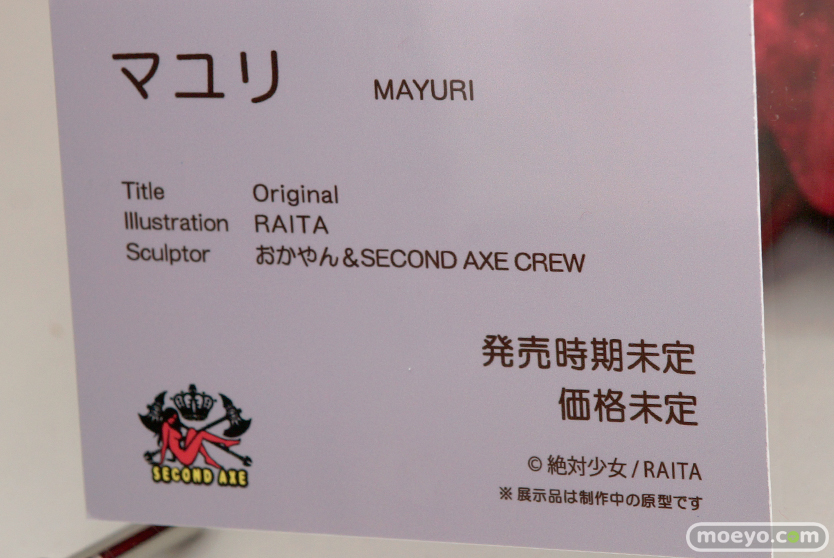 マユリ MAYURI
Title Original
Illustration RAITA
Sculptor おかやん&SECOND AXE CREW
発売時期未定
価格未定
© 絶対少女/RAITA
※展示品は制作中の原型です
SECOND AXE
moeyo.com